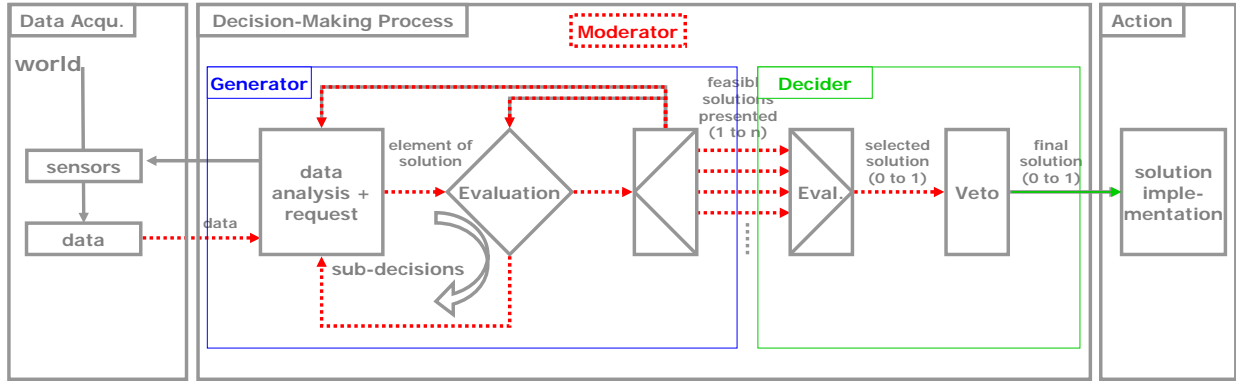 Data Acqu.
Decision-Making Process
Action
Moderator
world
Generator
feasible
solutions
presented
(1 to n)
Decider
sensors
data
data
data
analysis +
request
element of
solution
Evaluation
sub-decisions
Eval.
selected
solution
(0 to 1)
Veto
final
solution
(0 to 1)
solution
imple-
mentation